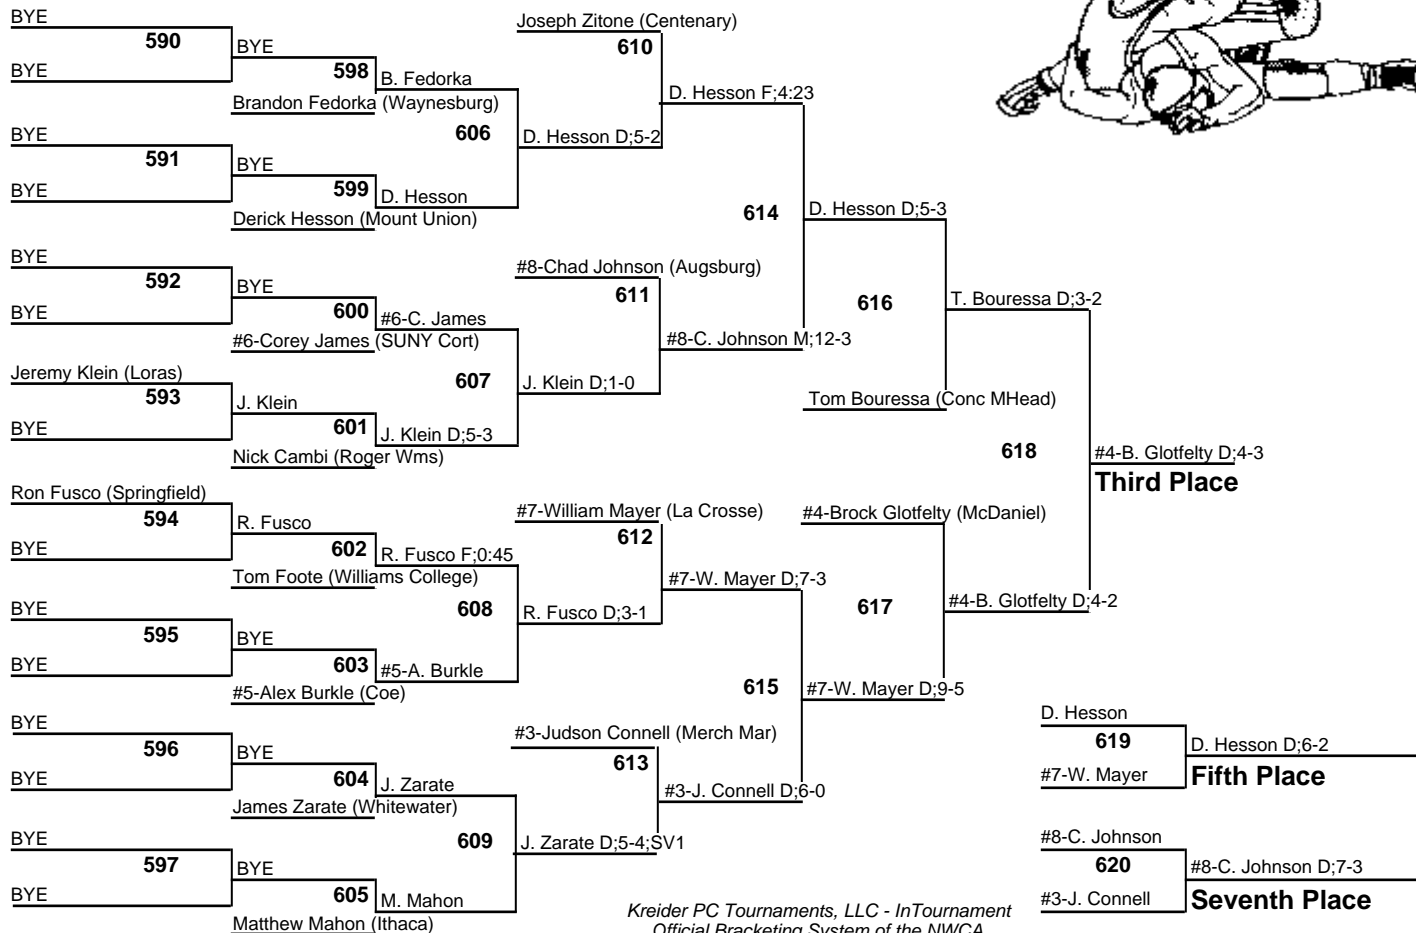 BYE
590
BYE
BYE
598
B. Fedorka
Brandon Fedorka (Waynesburg)
606
BYE
591
BYE
BYE
599
D. Hesson
Derick Hesson (Mount Union)
Joseph Zitone (Centenary)
610
D. Hesson F;4:23
D. Hesson D;5-2
614
D. Hesson D;5-3
BYE
592
BYE
BYE
600
#6-C. James
#6-Corey James (SUNY Cort)
607
Jeremy Klein (Loras)
593
BYE
J. Klein
601
J. Klein D;5-3
Nick Cambi (Roger Wms)
#8-Chad Johnson (Augsburg)
611
#8-C. Johnson M;12-3
J. Klein D;1-0
616
T. Bouressa D;3-2
Tom Bouressa (Conc MHead)
618
#4-B. Glotfelty D;4-3
Third Place
Ron Fusco (Springfield)
594
BYE
R. Fusco
602
R. Fusco F;0:45
Tom Foote (Williams College)
608
BYE
595
BYE
BYE
603
#5-A. Burkle
#5-Alex Burkle (Coe)
#7-William Mayer (La Crosse)
612
#7-W. Mayer D;7-3
R. Fusco D;3-1
#4-Brock Glotfelty (McDaniel)
617
#4-B. Glotfelty D;4-2
615
#7-W. Mayer D;9-5
BYE
596
BYE
BYE
604
J. Zarate
James Zarate (Whitewater)
609
BYE
597
BYE
BYE
605
M. Mahon
Matthew Mahon (Ithaca)
#3-Judson Connell (Merch Mar)
613
#3-J. Connell D;6-0
J. Zarate D;5-4;SV1
D. Hesson
619
#7-W. Mayer
D. Hesson D;6-2
Fifth Place
#8-C. Johnson
620
#3-J. Connell
#8-C. Johnson D;7-3
Seventh Place
Kreider PC Tournaments, LLC - InTournament
Official Bracketing System of the NWCA